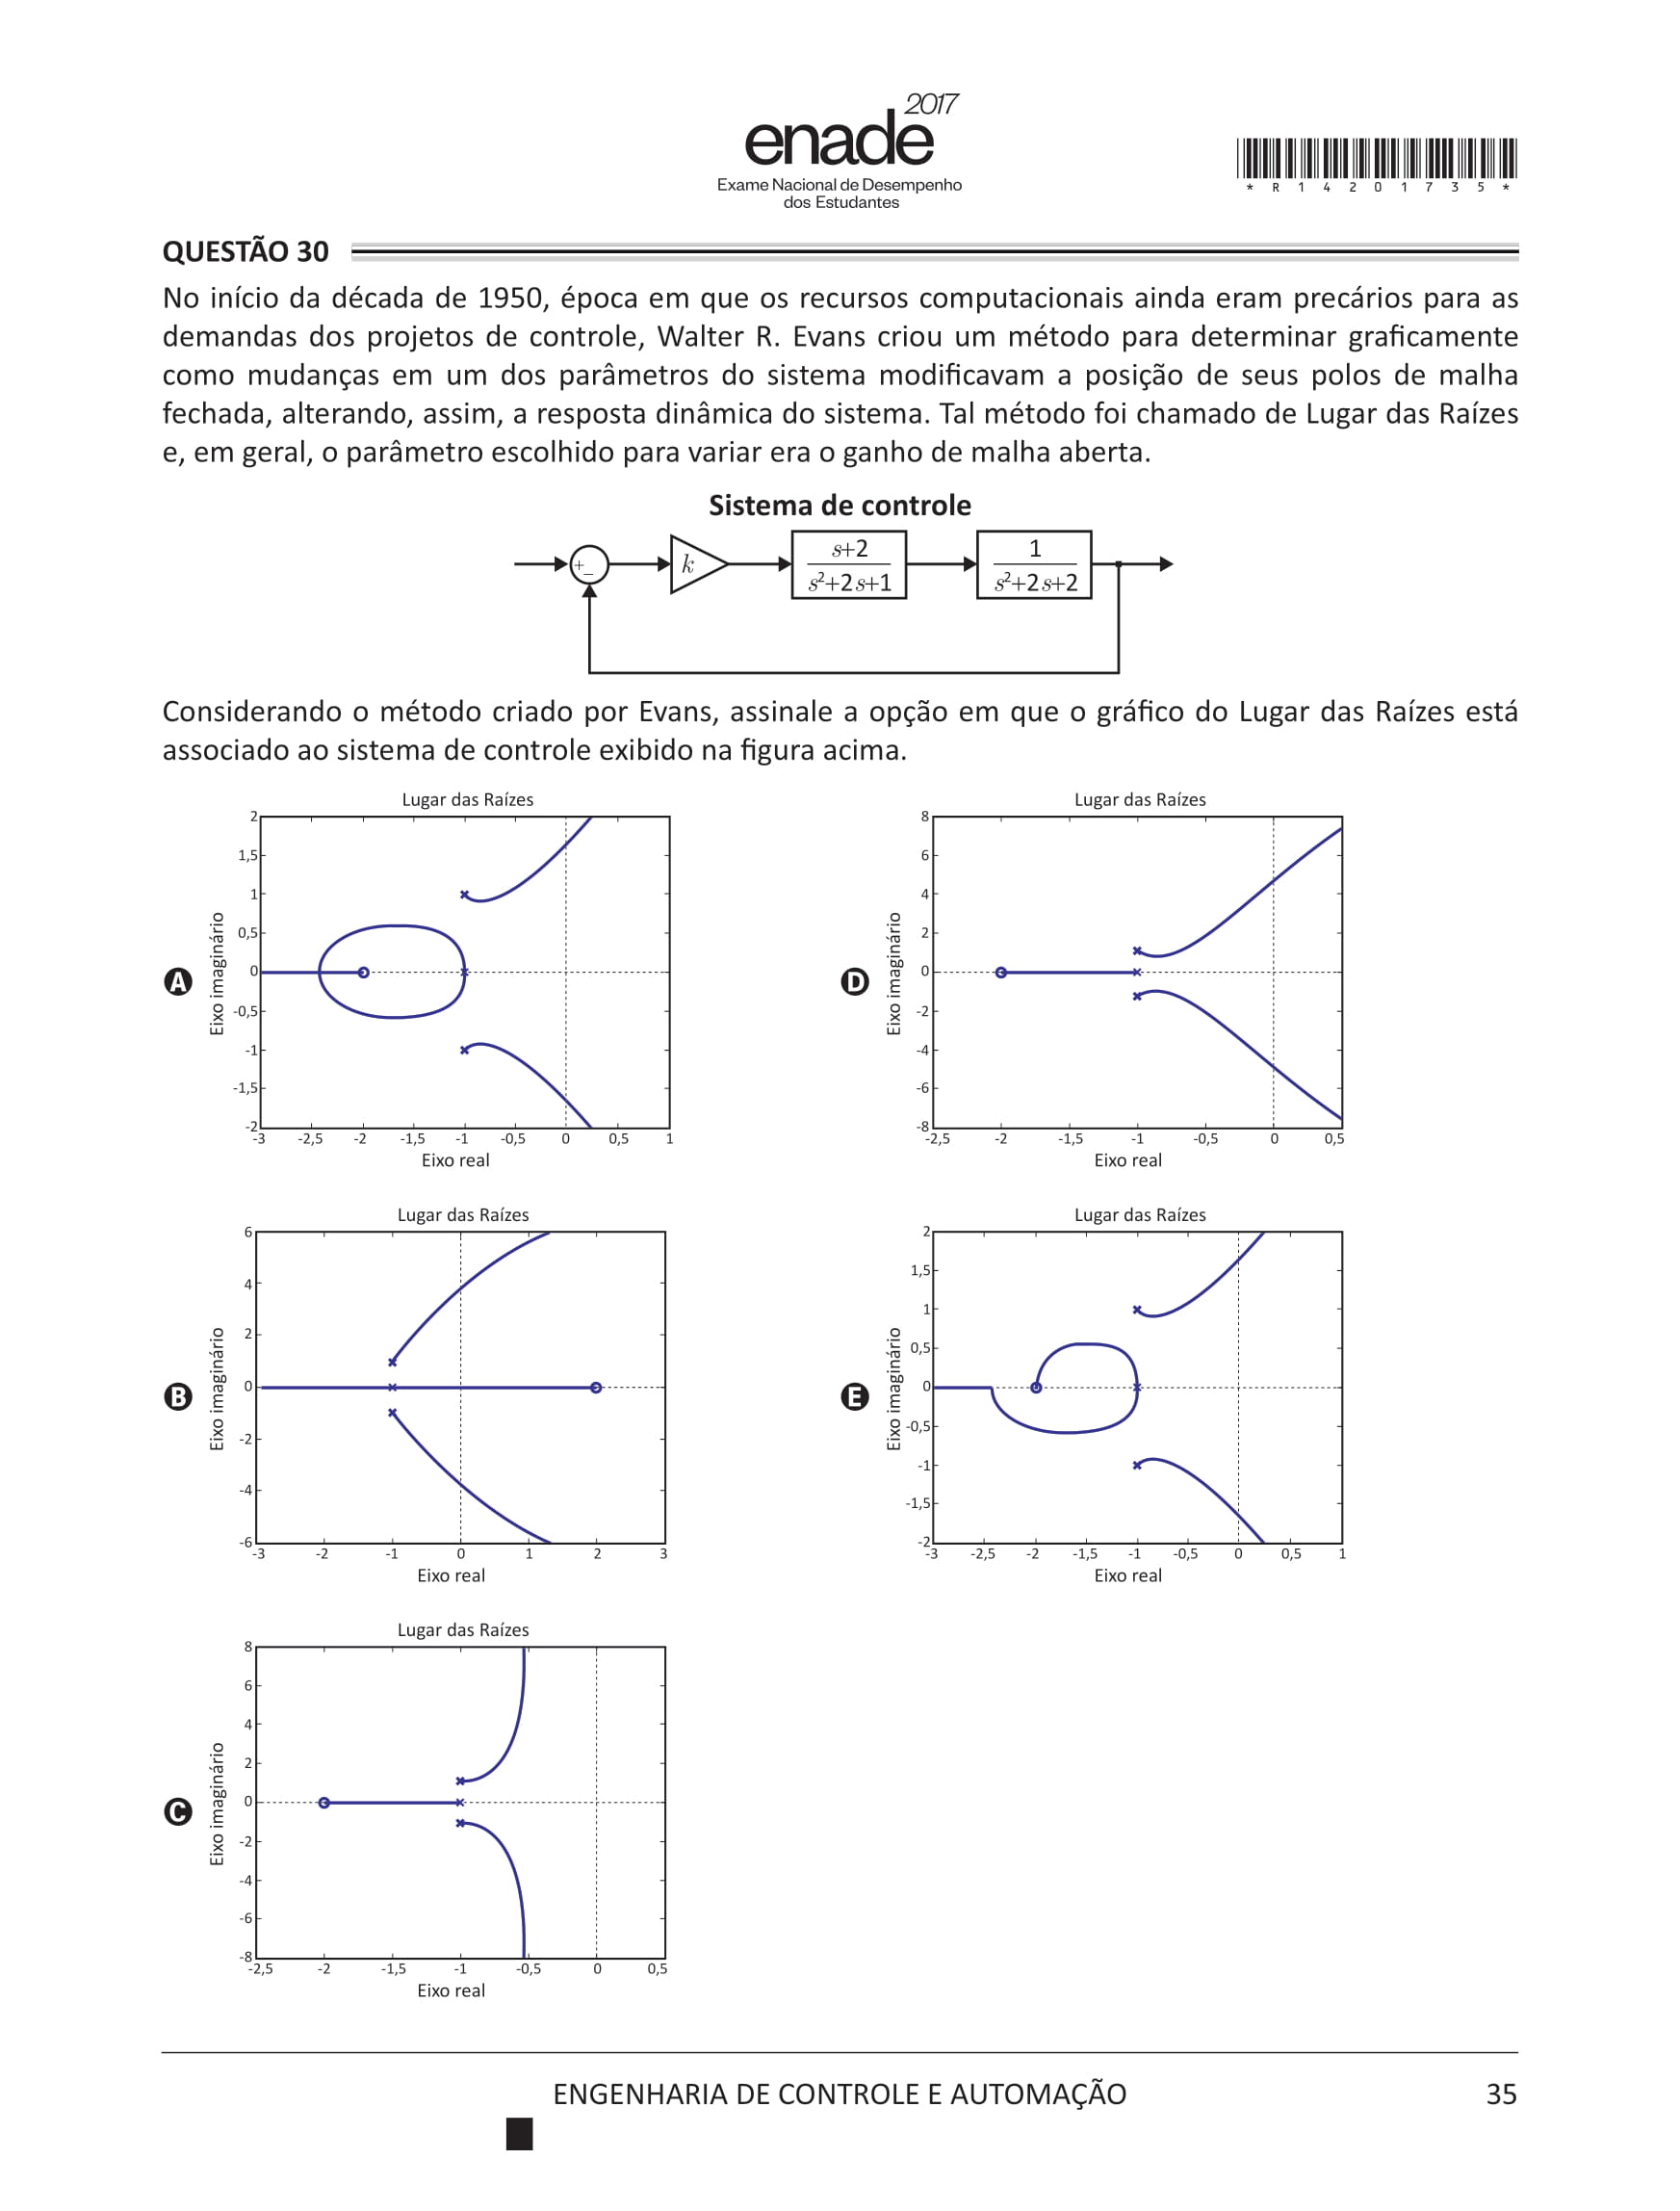 2017
enade
Exame Nacional de Desempenho
dos Estudantes
* R 1 4 2 0 1 7 3 5 *
QUESTÃO 30
No início da década de 1950, época em que os recursos computacionais ainda eram precários para as
demandas dos projetos de controle, Walter R. Evans criou um método para determinar graficamente
como mudanças em um dos parâmetros do sistema modificavam a posição de seus polos de malha
fechada, alterando, assim, a resposta dinâmica do sistema. Tal método foi chamado de Lugar das Raízes
e, em geral, o parâmetro escolhido para variar era o ganho de malha aberta.
Sistema de controle
+
−
k
s+2
s²+2s+1
1
s²+2s+2
Considerando o método criado por Evans, assinale a opção em que o gráfico do Lugar das Raízes está
associado ao sistema de controle exibido na figura acima.
A
Lugar das Raízes
Eixo imaginário
2
1,5
1
0,5
0
-0,5
-1
-1,5
-2
-3 -2,5 -2 -1,5 -1 -0,5 0 0,5 1
Eixo real
D
Lugar das Raízes
Eixo imaginário
8
6
4
2
0
-2
-4
-6
-8
-2,5 -2 -1,5 -1 -0,5 0 0,5
Eixo real
B
Lugar das Raízes
Eixo imaginário
6
4
2
0
-2
-4
-6
-3 -2 -1 0 1 2 3
Eixo real
E
Lugar das Raízes
Eixo imaginário
2
1,5
1
0,5
0
-0,5
-1
-1,5
-2
-3 -2,5 -2 -1,5 -1 -0,5 0 0,5 1
Eixo real
C
Lugar das Raízes
Eixo imaginário
8
6
4
2
0
-2
-4
-6
-8
-2,5 -2 -1,5 -1 -0,5 0 0,5
Eixo real
ENGENHARIA DE CONTROLE E AUTOMAÇÃO
35